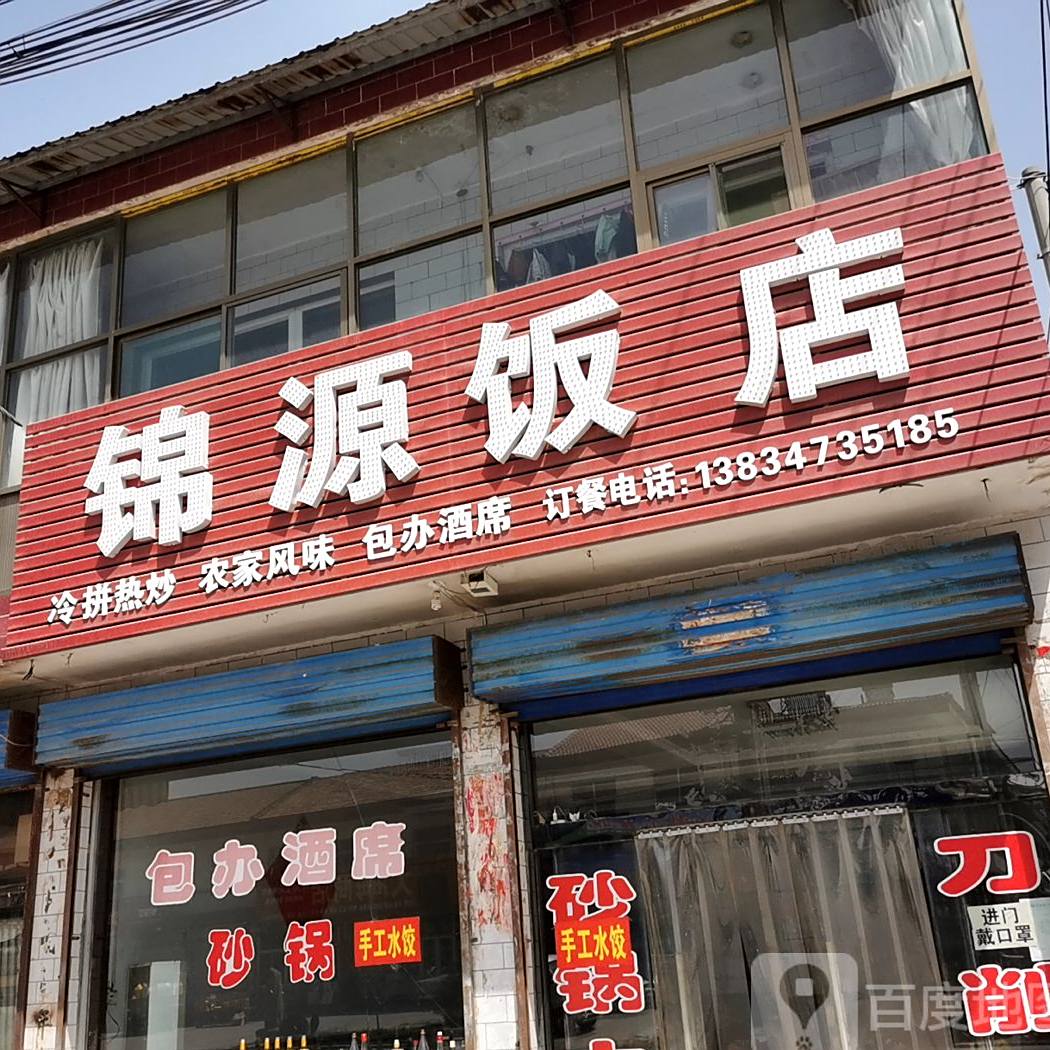 锦源饭店
冷拼热炒 农家风味 包办酒席 订餐电话:13834735185
包办酒席
砂锅
手工水饺
砂锅
手工水饺
刀削
进门
戴口罩
百度地图